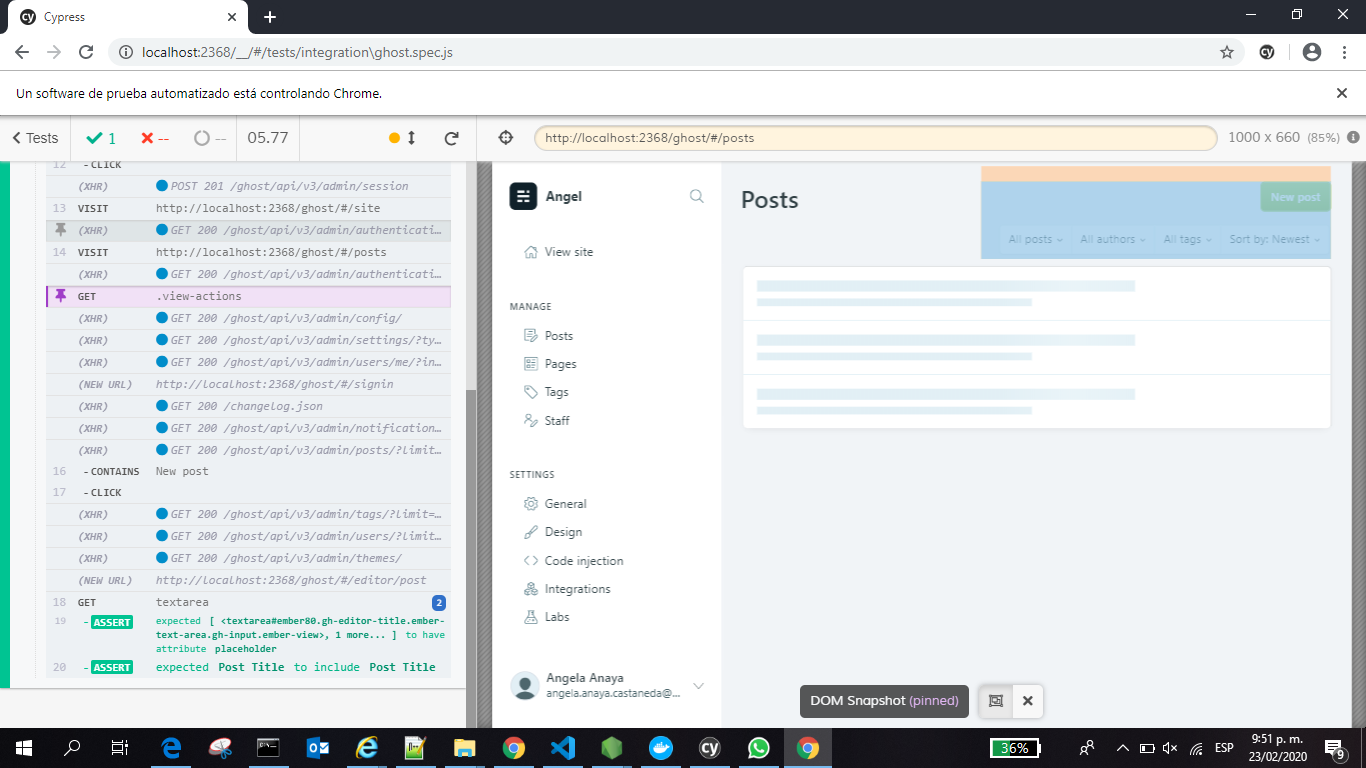 cy Cypress
localhost:2368/__/#/tests/integration\ghost.spec.js
cy
Un software de prueba automatizado está controlando Chrome.
Tests 1 -- -- 05.77
http://localhost:2368/ghost/#/posts
1000 x 660 (85%)
12 - CLICK
(XHR) POST 201 /ghost/api/v3/admin/session
13 VISIT http://localhost:2368/ghost/#/site
(XHR) GET 200 /ghost/api/v3/admin/authenticati…
14 VISIT http://localhost:2368/ghost/#/posts
(XHR) GET 200 /ghost/api/v3/admin/authenticati…
GET .view-actions
(XHR) GET 200 /ghost/api/v3/admin/config/
(XHR) GET 200 /ghost/api/v3/admin/settings/?ty…
(XHR) GET 200 /ghost/api/v3/admin/users/me/?in…
(NEW URL) http://localhost:2368/ghost/#/signin
(XHR) GET 200 /changelog.json
(XHR) GET 200 /ghost/api/v3/admin/notification…
(XHR) GET 200 /ghost/api/v3/admin/posts/?limit…
16 - CONTAINS New post
17 - CLICK
(XHR) GET 200 /ghost/api/v3/admin/tags/?limit=…
(XHR) GET 200 /ghost/api/v3/admin/users/?limit…
(XHR) GET 200 /ghost/api/v3/admin/themes/
(NEW URL) http://localhost:2368/ghost/#/editor/post
18 GET textarea 2
19 - ASSERT expected [ <textarea#ember80.gh-editor-title.ember-
text-area.gh-input.ember-view>, 1 more... ] to have
attribute placeholder
20 - ASSERT expected Post Title to include Post Title
Angel
View site
MANAGE
Posts
Pages
Tags
Staff
SETTINGS
General
Design
Code injection
Integrations
Labs
Angela Anaya
angela.anaya.castaneda@…
Posts
New post
All posts All authors All tags Sort by: Newest
DOM Snapshot (pinned)
cy
36%
ESP
9:51 p. m.
23/02/2020
9